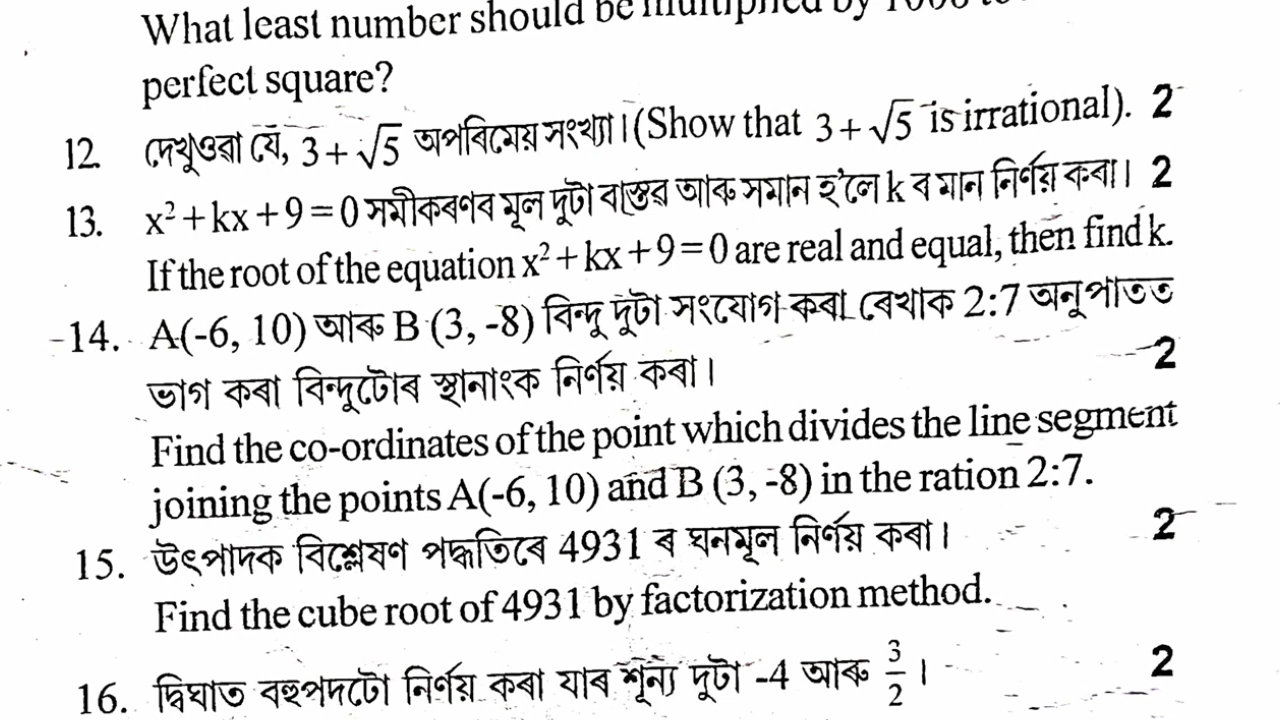 What least number should be multiplied by
perfect square?
12. দেখুওৱা যে, 3 + √5 অপৰিমেয় সংখ্যা। (Show that 3 + √5 is irrational). 2
13. x² + kx + 9 = 0 সমীকৰণৰ মূল দুটা বাস্তৱ আৰু সমান হ'লে k ৰ মান নিৰ্ণয় কৰা। 2
If the root of the equation x² + kx + 9 = 0 are real and equal, then find k.
14. A(-6, 10) আৰু B (3, -8) বিন্দু দুটা সংযোগ কৰা ৰেখাক 2:7 অনুপাতত
ভাগ কৰা বিন্দুটোৰ স্থানাংক নিৰ্ণয় কৰা। 2
Find the co-ordinates of the point which divides the line segment
joining the points A(-6, 10) and B (3, -8) in the ration 2:7.
15. উৎপাদক বিশ্লেষণ পদ্ধতিৰে 4931 ৰ ঘনমূল নিৰ্ণয় কৰা। 2
Find the cube root of 4931 by factorization method.
16. দ্বিঘাত বহুপদটো নিৰ্ণয় কৰা যাৰ শূন্য দুটা -4 আৰু 3/2 । 2